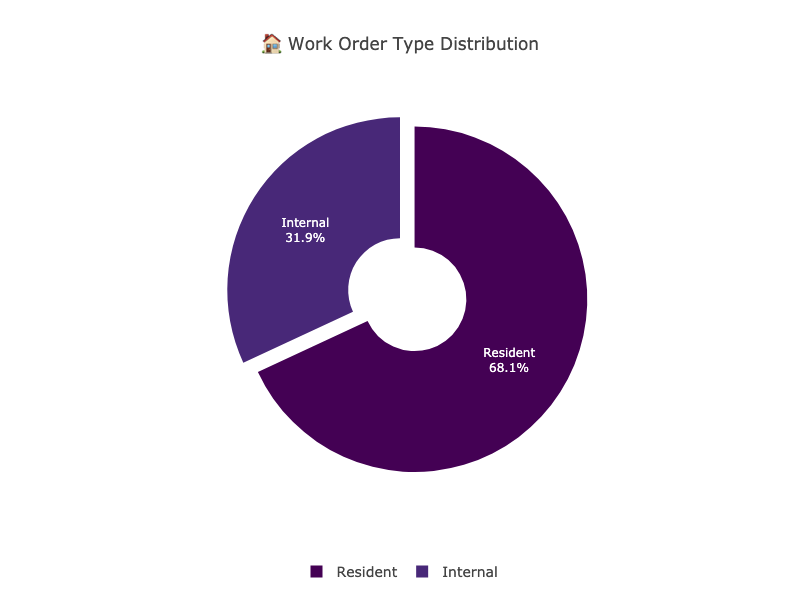 🏠 Work Order Type Distribution
Internal
31.9%
Resident
68.1%
Resident
Internal